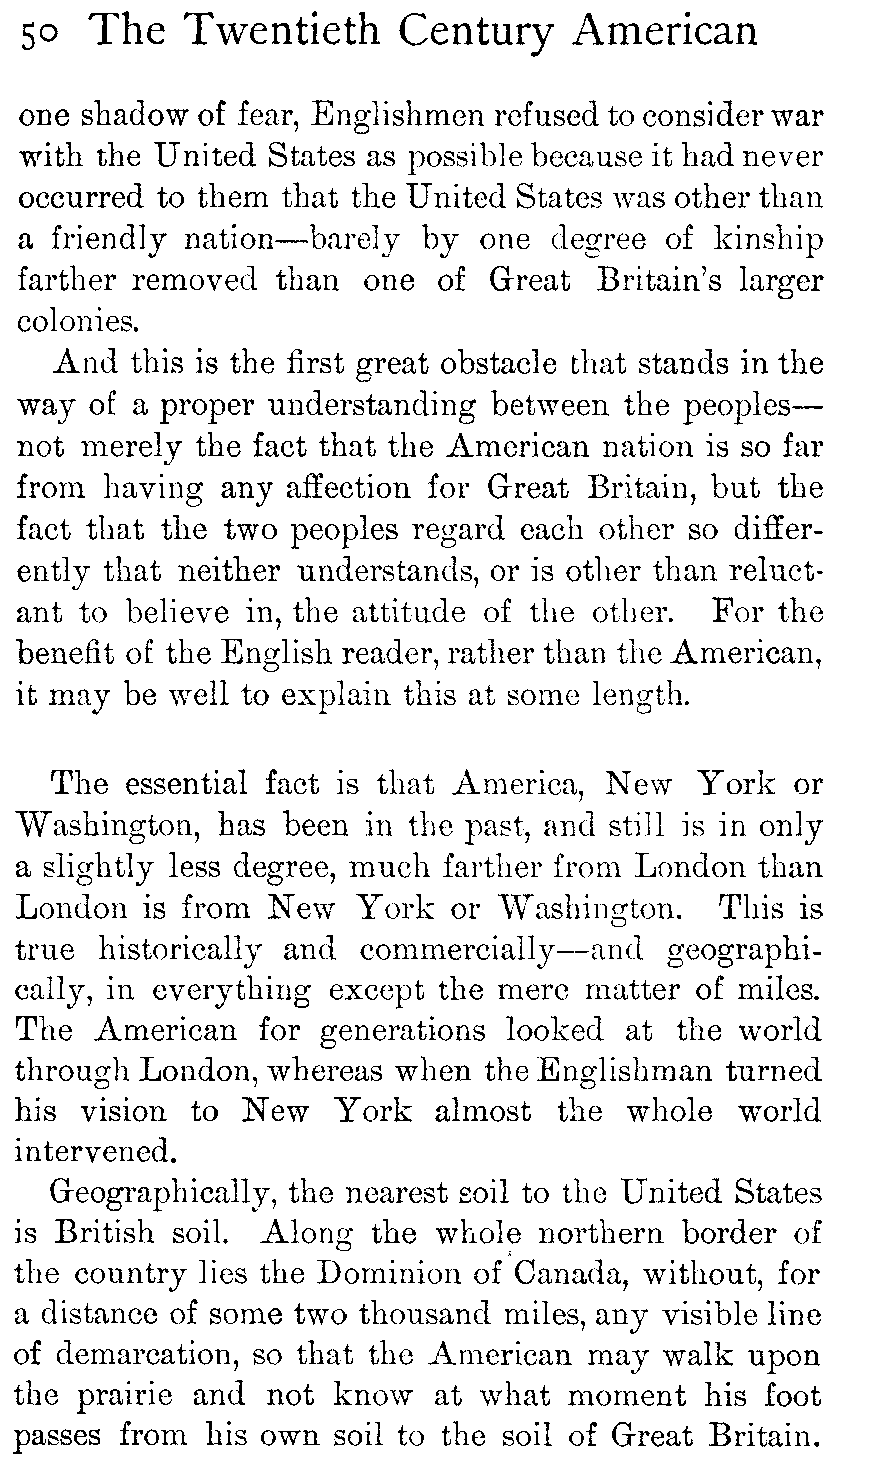 50 The Twentieth Century American
one shadow of fear, Englishmen refused to consider war
with the United States as possible because it had never
occurred to them that the United States was other than
a friendly nation—barely by one degree of kinship
farther removed than one of Great Britain's larger
colonies.
And this is the first great obstacle that stands in the
way of a proper understanding between the peoples—
not merely the fact that the American nation is so far
from having any affection for Great Britain, but the
fact that the two peoples regard each other so differ-
ently that neither understands, or is other than reluct-
ant to believe in, the attitude of the other. For the
benefit of the English reader, rather than the American,
it may be well to explain this at some length.
The essential fact is that America, New York or
Washington, has been in the past, and still is in only
a slightly less degree, much farther from London than
London is from New York or Washington. This is
true historically and commercially—and geographi-
cally, in everything except the mere matter of miles.
The American for generations looked at the world
through London, whereas when the Englishman turned
his vision to New York almost the whole world
intervened.
Geographically, the nearest soil to the United States
is British soil. Along the whole northern border of
the country lies the Dominion of Canada, without, for
a distance of some two thousand miles, any visible line
of demarcation, so that the American may walk upon
the prairie and not know at what moment his foot
passes from his own soil to the soil of Great Britain.